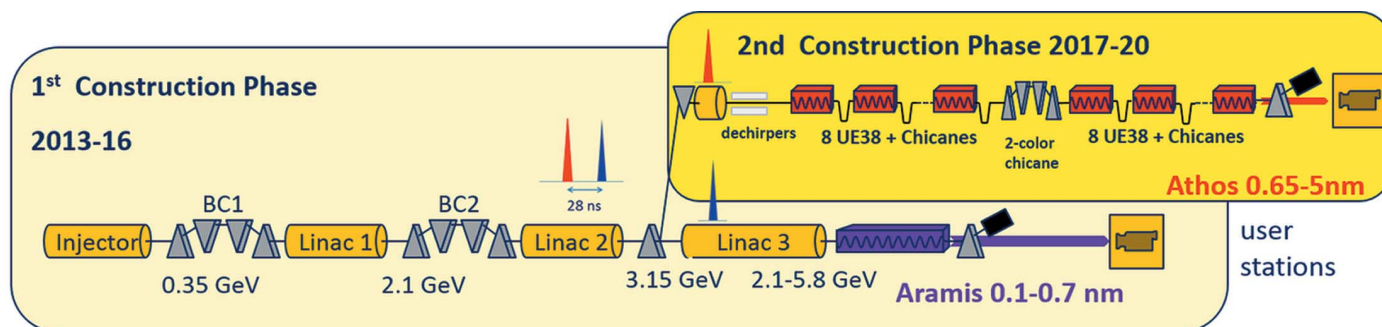 1st Construction Phase
2013-16
2nd Construction Phase 2017-20
dechirpers
8 UE38 + Chicanes
2-color
chicane
8 UE38 + Chicanes
Athos 0.65-5nm
28 ns
BC1
BC2
Injector
Linac 1
Linac 2
Linac 3
0.35 GeV
2.1 GeV
3.15 GeV
2.1-5.8 GeV
Aramis 0.1-0.7 nm
user
stations